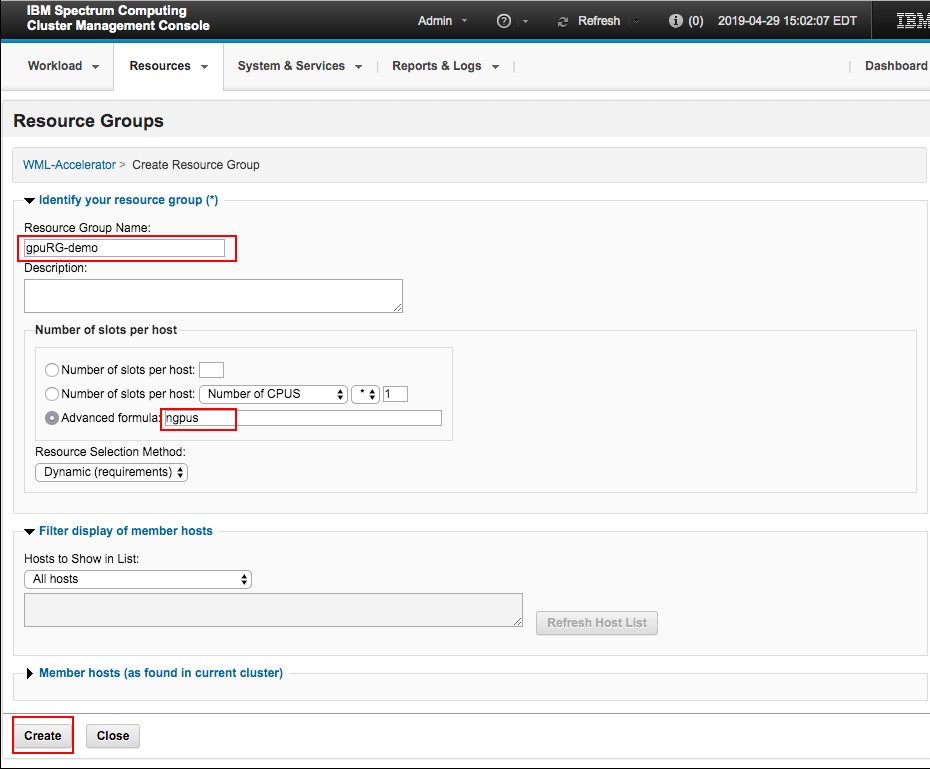 IBM Spectrum Computing
Cluster Management Console
Admin
?
Refresh
i (0) 2019-04-29 15:02:07 EDT
IBM
Workload
Resources
System & Services
Reports & Logs
Dashboard
Resource Groups
WML-Accelerator > Create Resource Group
Identify your resource group (*)
Resource Group Name:
gpuRG-demo
Description:
Number of slots per host
Number of slots per host:
Number of slots per host: Number of CPUS * 1
Advanced formula: ngpus
Resource Selection Method:
Dynamic (requirements)
Filter display of member hosts
Hosts to Show in List:
All hosts
Refresh Host List
Member hosts (as found in current cluster)
Create
Close